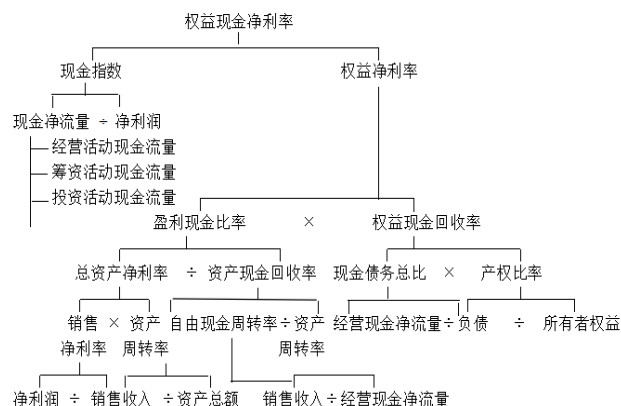 权益现金净利率
现金指数 权益净利率
现金净流量 ÷ 净利润
经营活动现金流量
筹资活动现金流量
投资活动现金流量
盈利现金比率 × 权益现金回收率
总资产净利率 ÷ 资产现金回收率 现金债务总比 × 产权比率
销售 × 资产 自由现金周转率÷资产 经营现金净流量÷负债 ÷ 所有者权益
净利率 周转率 周转率
净利润 ÷ 销售收入 ÷资产总额 销售收入÷经营现金净流量